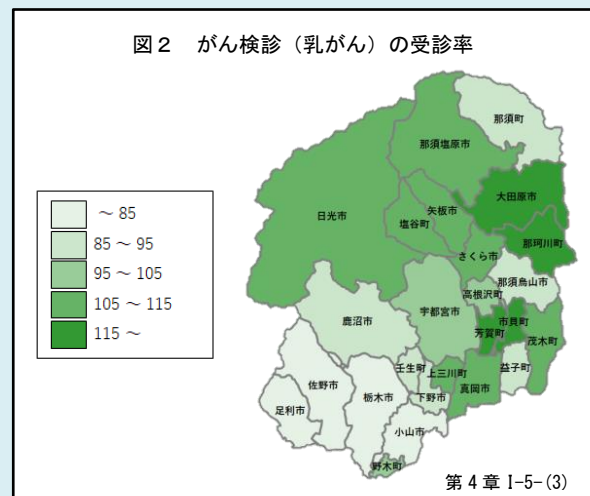 図２　がん検診（乳がん）の受診率
～ 85
85 ～ 95
95 ～ 105
105 ～ 115
115 ～
那須町
那須塩原市
大田原市
日光市
矢板市
塩谷町
那珂川町
さくら市
那須烏山市
高根沢町
宇都宮市
市貝町
芳賀町
茂木町
鹿沼市
壬生町
上三川町
益子町
真岡市
下野市
佐野市
栃木市
足利市
小山市
野木町
第４章 Ⅰ-5-(3)